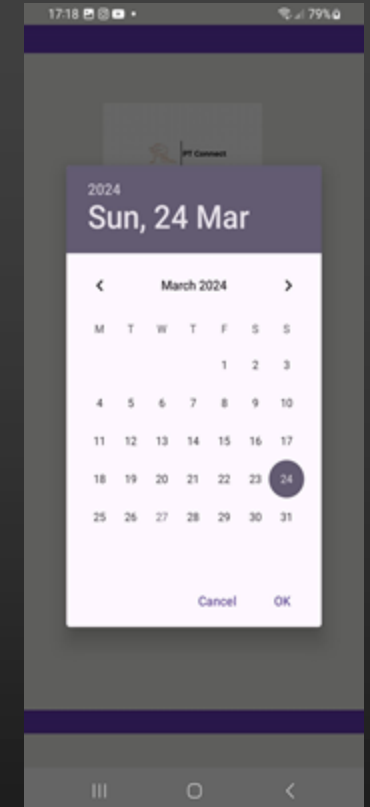 17:18 79%
PT Connect
2024
Sun, 24 Mar
March 2024
M T W T F S S
1 2 3
4 5 6 7 8 9 10
11 12 13 14 15 16 17
18 19 20 21 22 23 24
25 26 27 28 29 30 31
Cancel OK